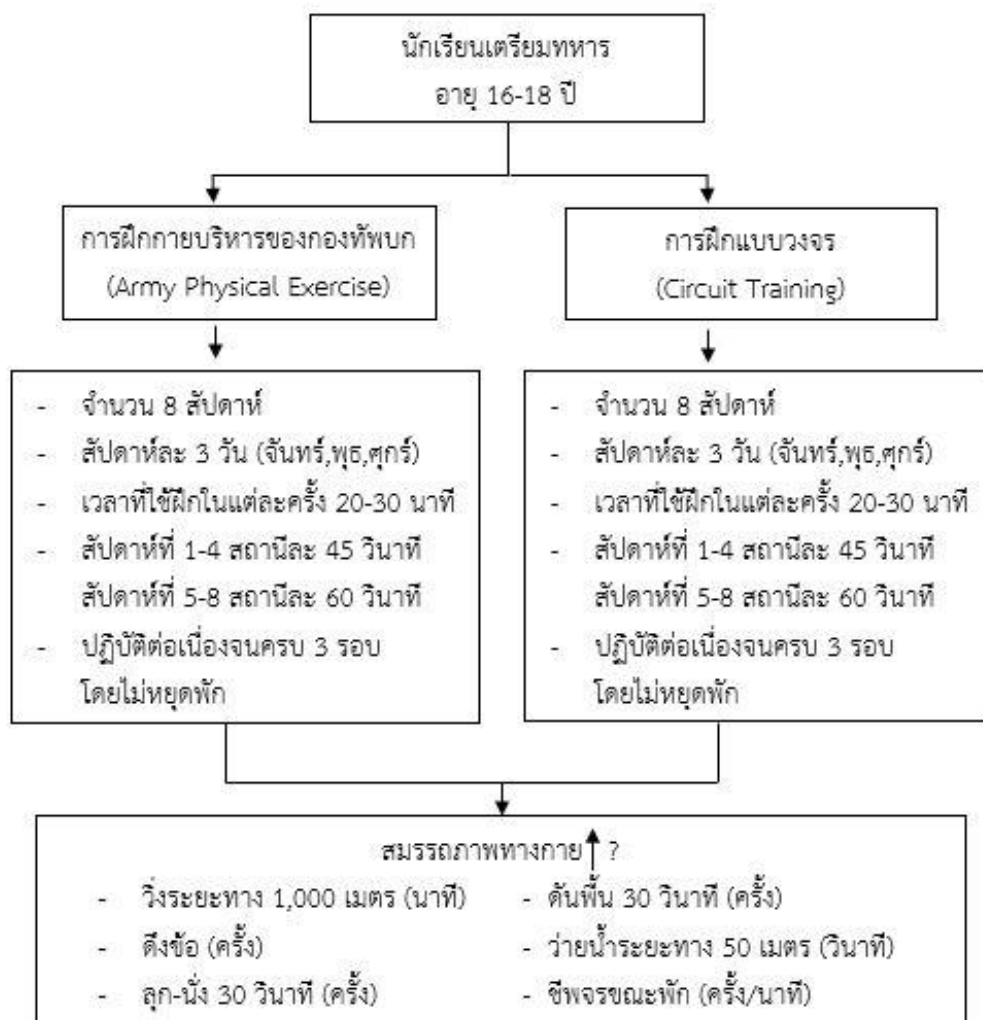 นักเรียนเตรียมทหาร
อายุ 16-18 ปี
การฝึกกายบริหารของกองทัพบก
(Army Physical Exercise)
การฝึกแบบวงจร
(Circuit Training)
- จำนวน 8 สัปดาห์
- สัปดาห์ละ 3 วัน (จันทร์,พุธ,ศุกร์)
- เวลาที่ใช้ฝึกในแต่ละครั้ง 20-30 นาที
- สัปดาห์ที่ 1-4 สถานีละ 45 วินาที
สัปดาห์ที่ 5-8 สถานีละ 60 วินาที
- ปฏิบัติต่อเนื่องจนครบ 3 รอบ
โดยไม่หยุดพัก
- จำนวน 8 สัปดาห์
- สัปดาห์ละ 3 วัน (จันทร์,พุธ,ศุกร์)
- เวลาที่ใช้ฝึกในแต่ละครั้ง 20-30 นาที
- สัปดาห์ที่ 1-4 สถานีละ 45 วินาที
สัปดาห์ที่ 5-8 สถานีละ 60 วินาที
- ปฏิบัติต่อเนื่องจนครบ 3 รอบ
โดยไม่หยุดพัก
สมรรถภาพทางกาย ?
- วิ่งระยะทาง 1,000 เมตร (นาที)
- ดึงข้อ (ครั้ง)
- ลุก-นั่ง 30 วินาที (ครั้ง)
- ดันพื้น 30 วินาที (ครั้ง)
- ว่ายน้ำระยะทาง 50 เมตร (วินาที)
- ชีพจรขณะพัก (ครั้ง/นาที)